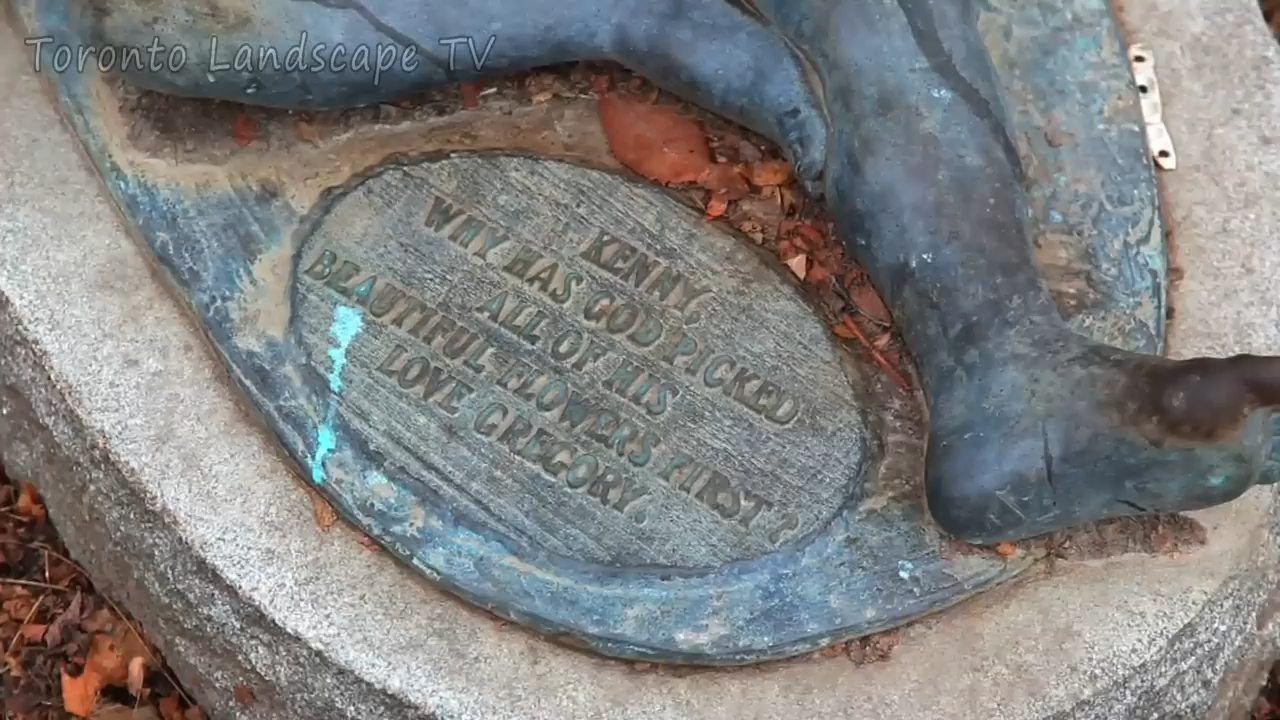 Toronto Landscape TV
KENNY,
WHY HAS GOD PICKED
ALL OF HIS
BEAUTIFUL FLOWERS FIRST?
LOVE GREGORY.